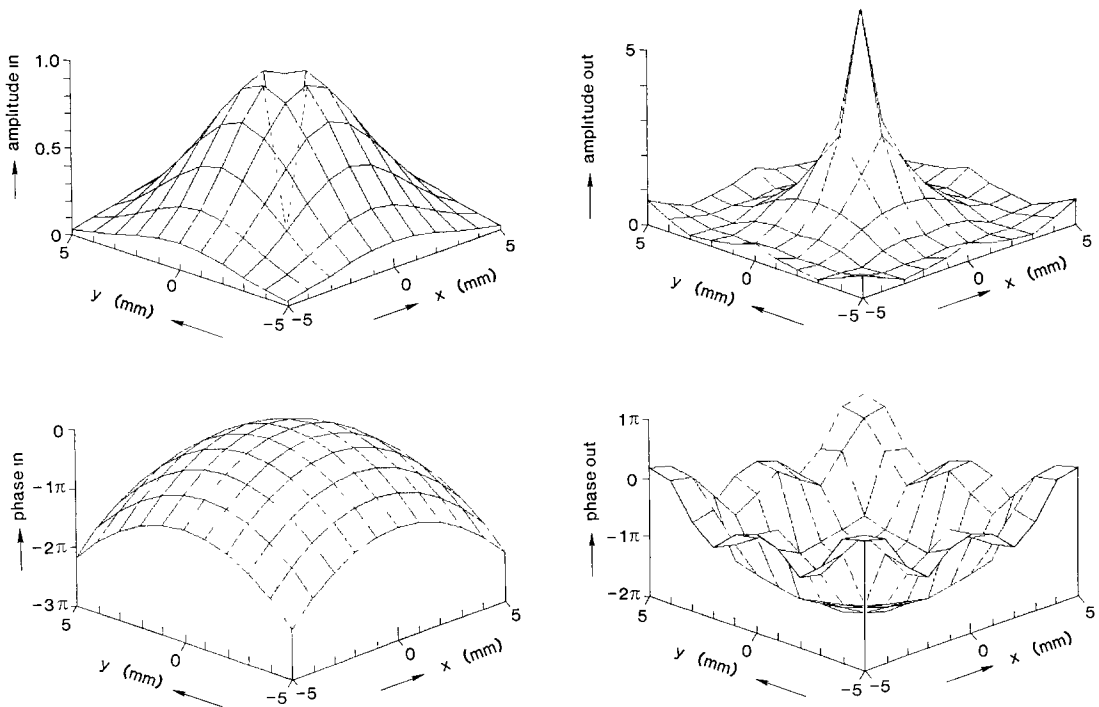 amplitude in
1.0
0.5
0
5
y (mm)
0
-5
-5
0
x (mm)
5
amplitude out
5
0
5
y (mm)
0
-5
-5
0
x (mm)
5
phase in
0
-1π
-2π
-3π
5
y (mm)
0
-5
-5
0
x (mm)
5
phase out
1π
0
-1π
-2π
5
y (mm)
0
-5
-5
0
x (mm)
5